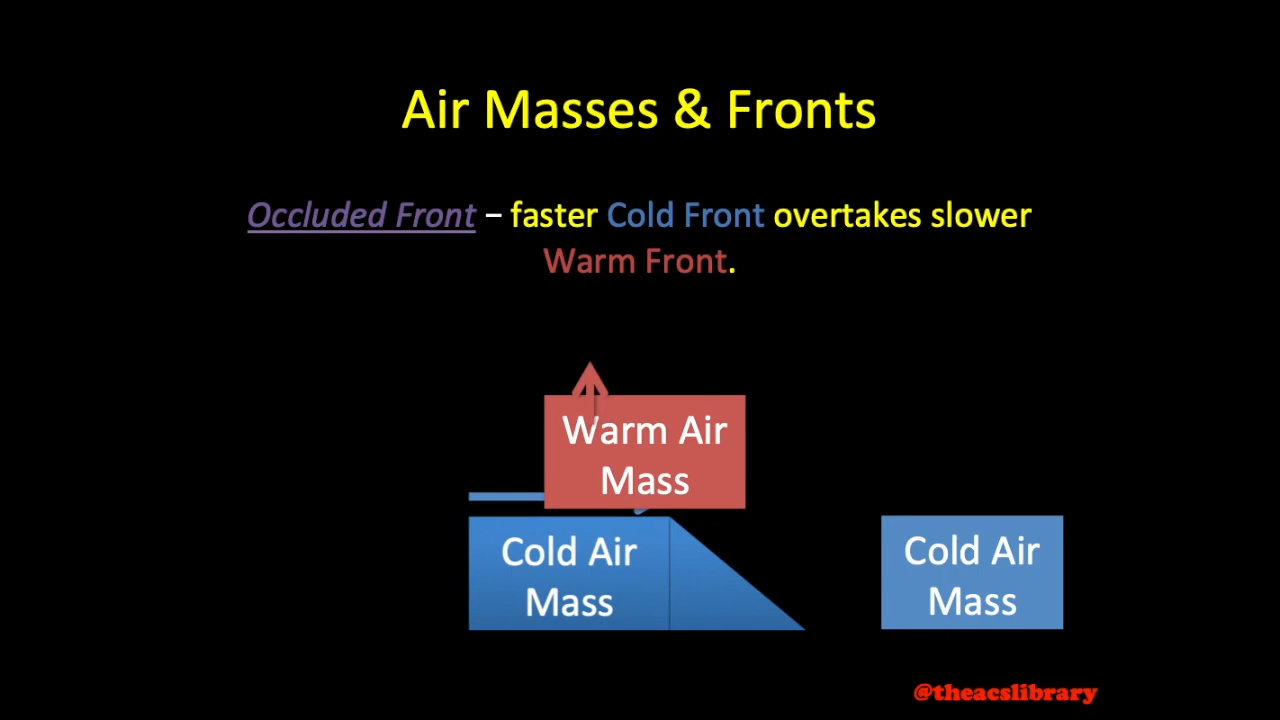 Air Masses & Fronts
Occluded Front – faster Cold Front overtakes slower
Warm Front.
Warm Air
Mass
Cold Air
Mass
Cold Air
Mass
@theacslibrary